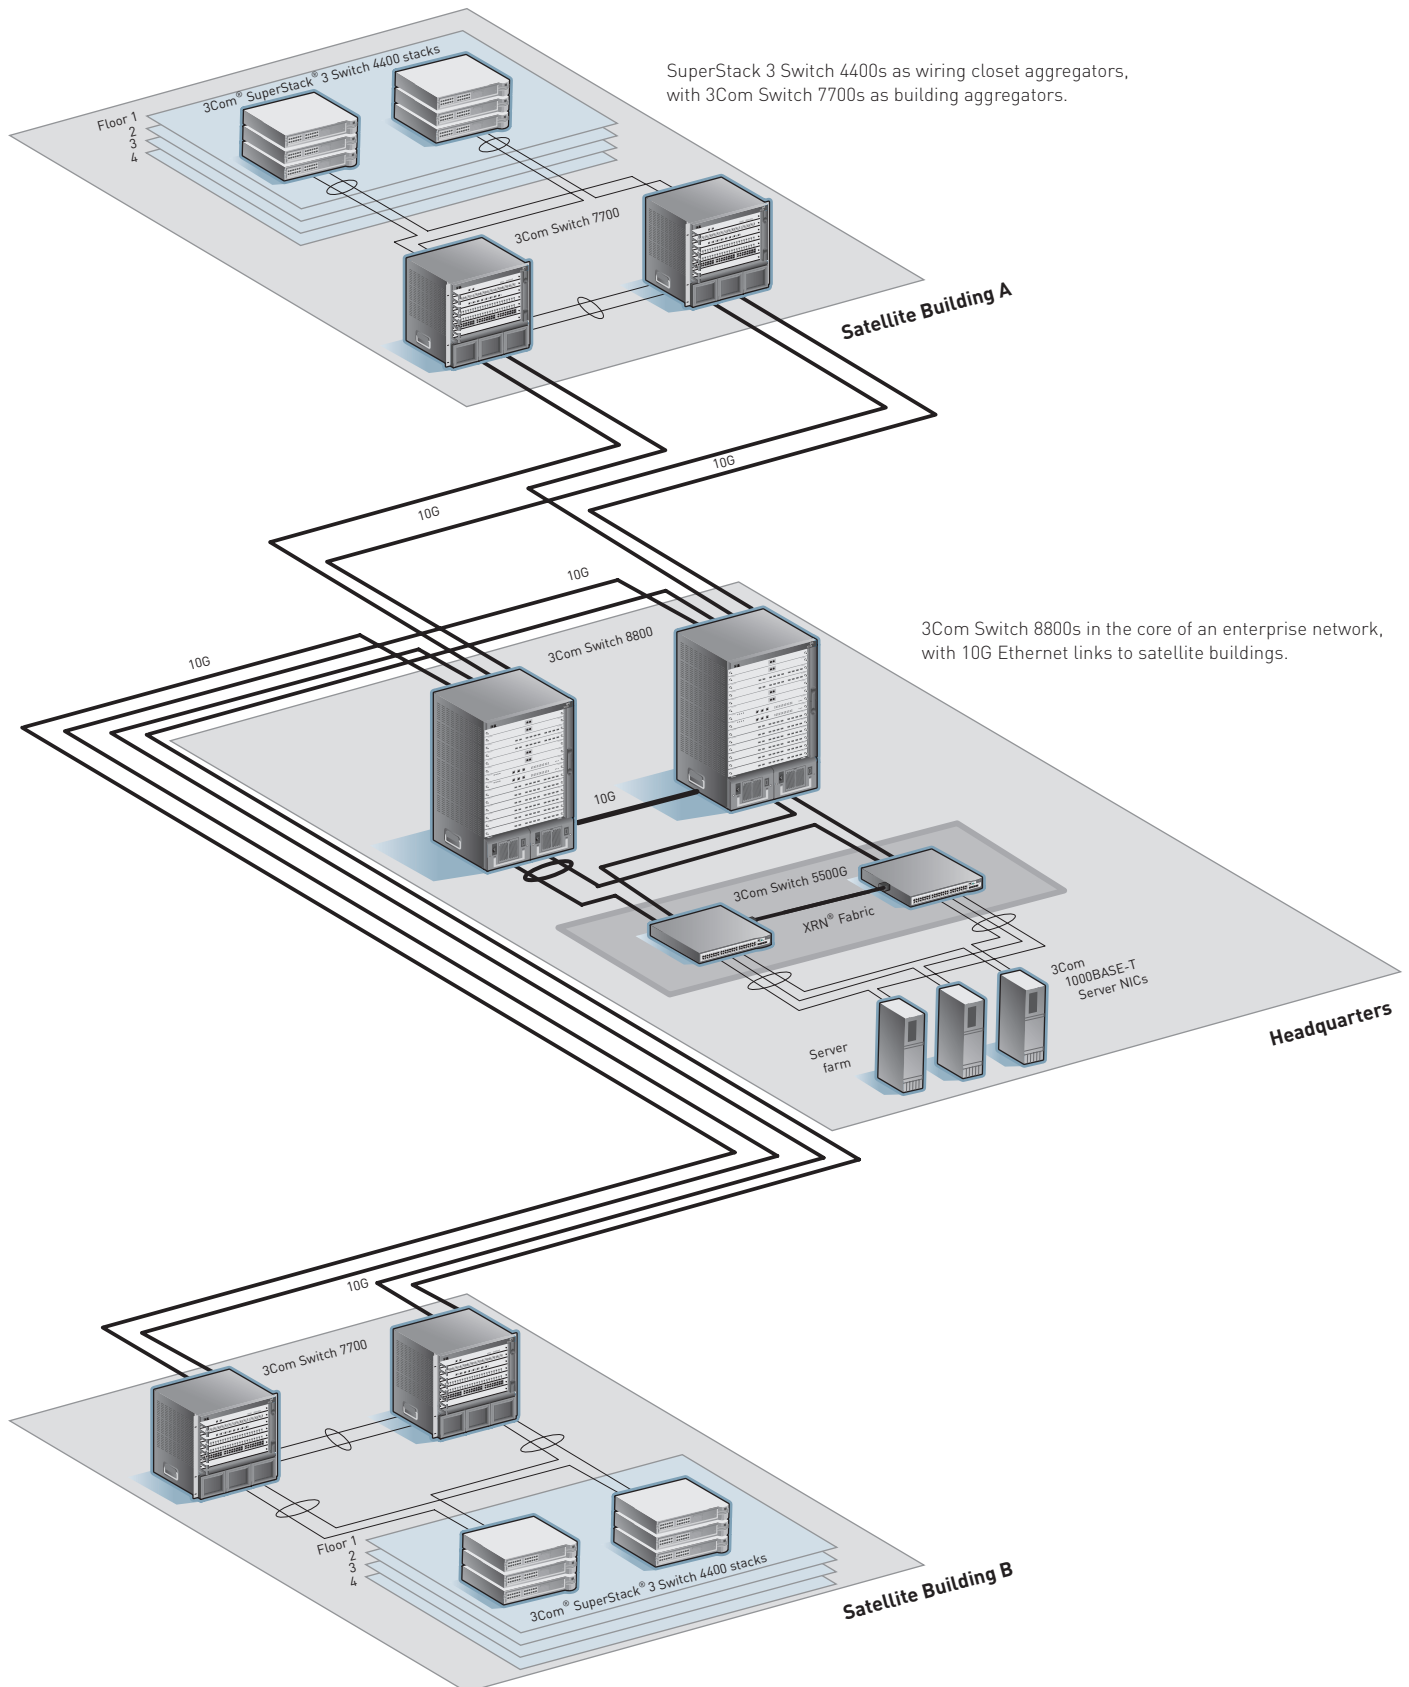 3Com® SuperStack® 3 Switch 4400 stacks
Floor 1
2
3
4
SuperStack 3 Switch 4400s as wiring closet aggregators,
with 3Com Switch 7700s as building aggregators.
3Com Switch 7700
Satellite Building A
10G
10G
10G
10G
3Com Switch 8800
3Com Switch 8800s in the core of an enterprise network,
with 10G Ethernet links to satellite buildings.
10G
3Com Switch 5500G
XRN® Fabric
3Com
1000BASE-T
Server NICs
Server
farm
Headquarters
10G
3Com Switch 7700
Floor 1
2
3
4
3Com® SuperStack® 3 Switch 4400 stacks
Satellite Building B